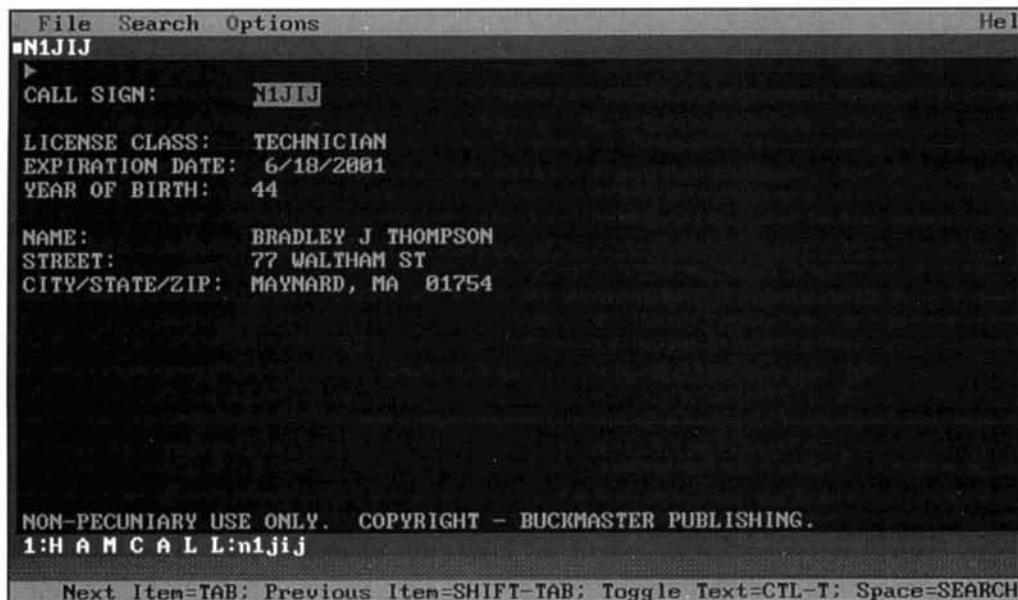 File Search Options Hel
■N1JIJ
CALL SIGN: N1JIJ
LICENSE CLASS: TECHNICIAN
EXPIRATION DATE: 6/18/2001
YEAR OF BIRTH: 44
NAME: BRADLEY J THOMPSON
STREET: 77 WALTHAM ST
CITY/STATE/ZIP: MAYNARD, MA 01754
NON-PECUNIARY USE ONLY. COPYRIGHT - BUCKMASTER PUBLISHING.
1:H A M C A L L:n1jij
Next Item=TAB; Previous Item=SHIFT-TAB; Toggle Text=CTL-T; Space=SEARCH